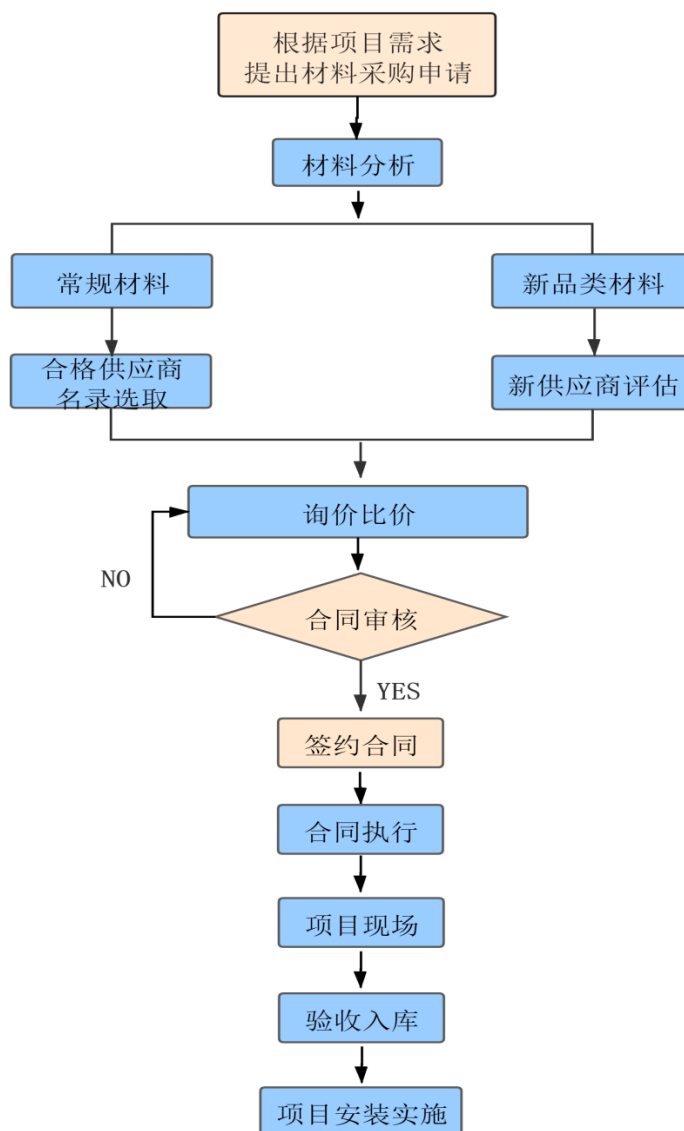 根据项目需求
提出材料采购申请
材料分析
常规材料
新品类材料
合格供应商
名录选取
新供应商评估
询价比价
NO
合同审核
YES
签约合同
合同执行
项目现场
验收入库
项目安装实施